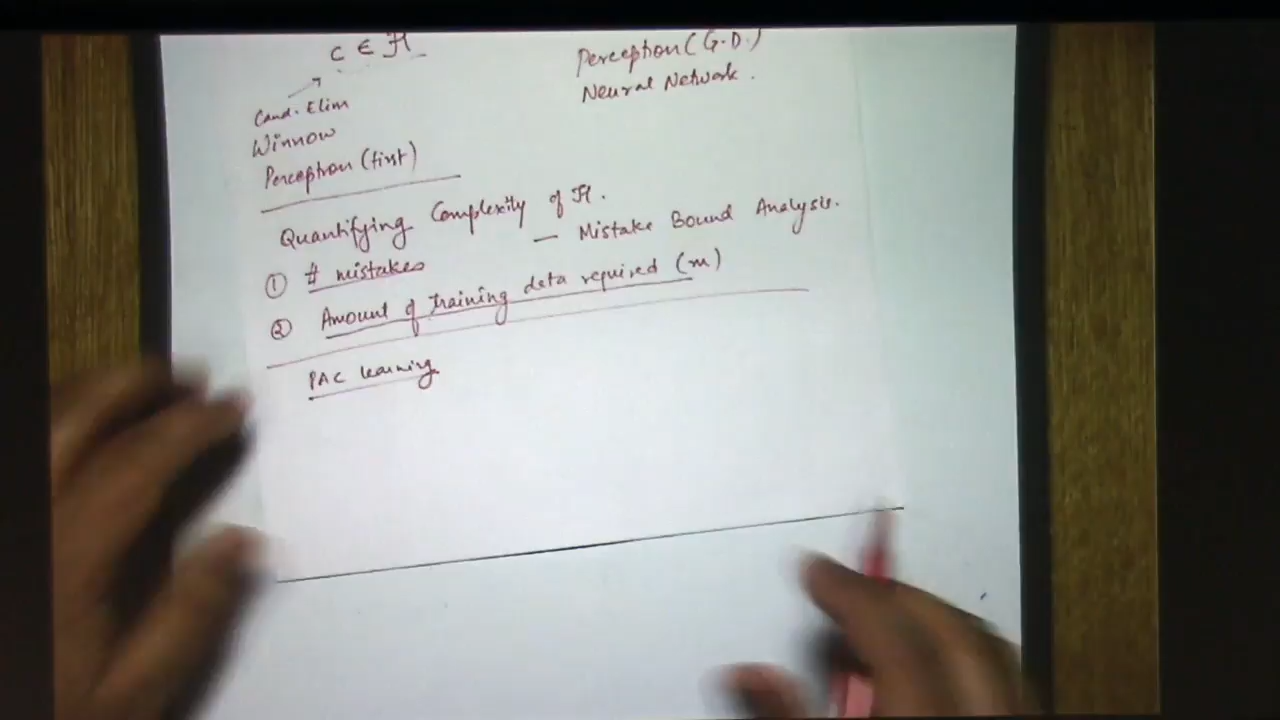 C ∈ ℋ
Perceptron (G.D.)
Neural Network.
Cand. Elim
Winnow
Perceptron (first)
Quantifying Complexity of ℋ.
— Mistake Bound Analysis.
① # mistakes
② Amount of training data required (m)
PAC learning